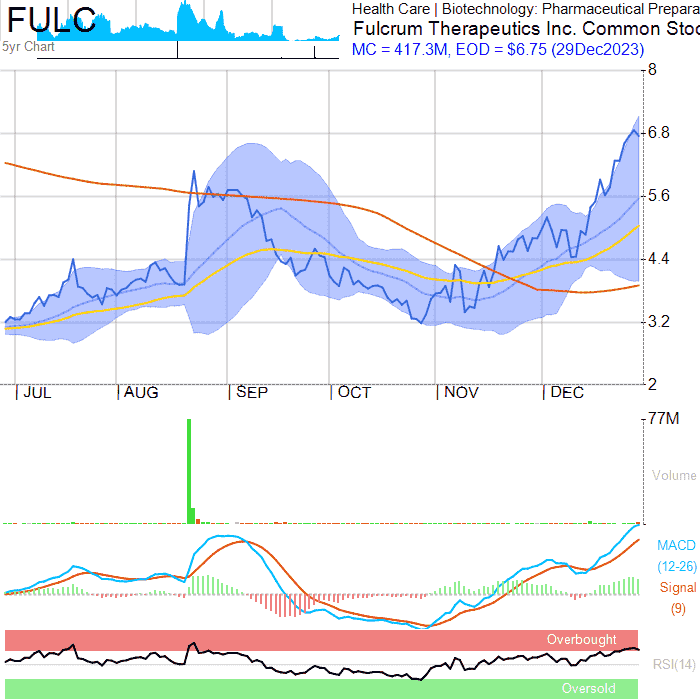 FULC
5yr Chart
Health Care | Biotechnology: Pharmaceutical Prepara
Fulcrum Therapeutics Inc. Common Stoc
MC = 417.3M, EOD = $6.75 (29Dec2023)
8
6.8
5.6
4.4
3.2
2
|JUL |AUG |SEP |OCT |NOV |DEC
77M
Volume
MACD
(12-26)
Signal
(9)
Overbought
RSI(14)
Oversold